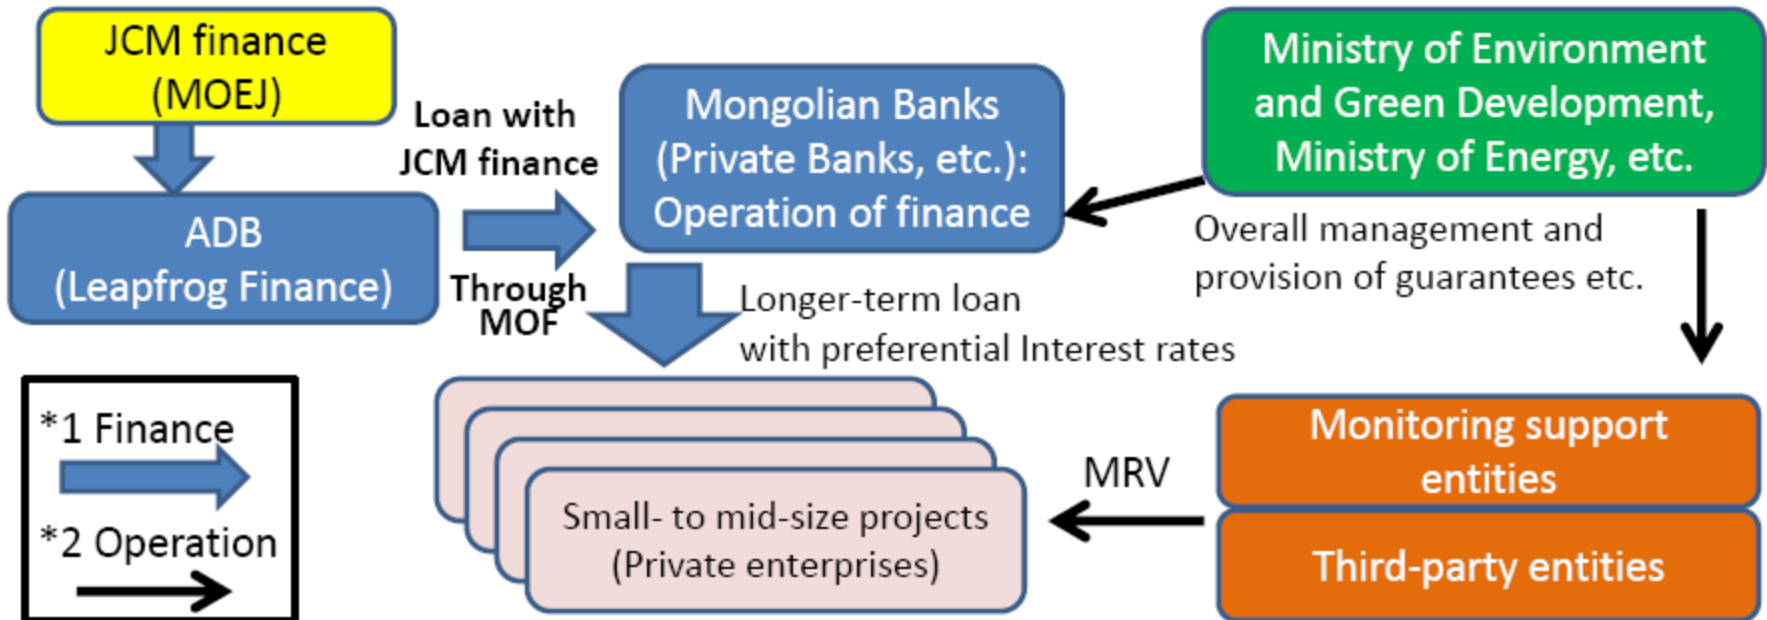 JCM finance
(MOEJ)
ADB
(Leapfrog Finance)
Loan with
JCM finance
Through
MOF
Mongolian Banks
(Private Banks, etc.):
Operation of finance
Ministry of Environment
and Green Development,
Ministry of Energy, etc.
Overall management and
provision of guarantees etc.
Longer-term loan
with preferential Interest rates
*1 Finance
*2 Operation
Small- to mid-size projects
(Private enterprises)
MRV
Monitoring support
entities
Third-party entities